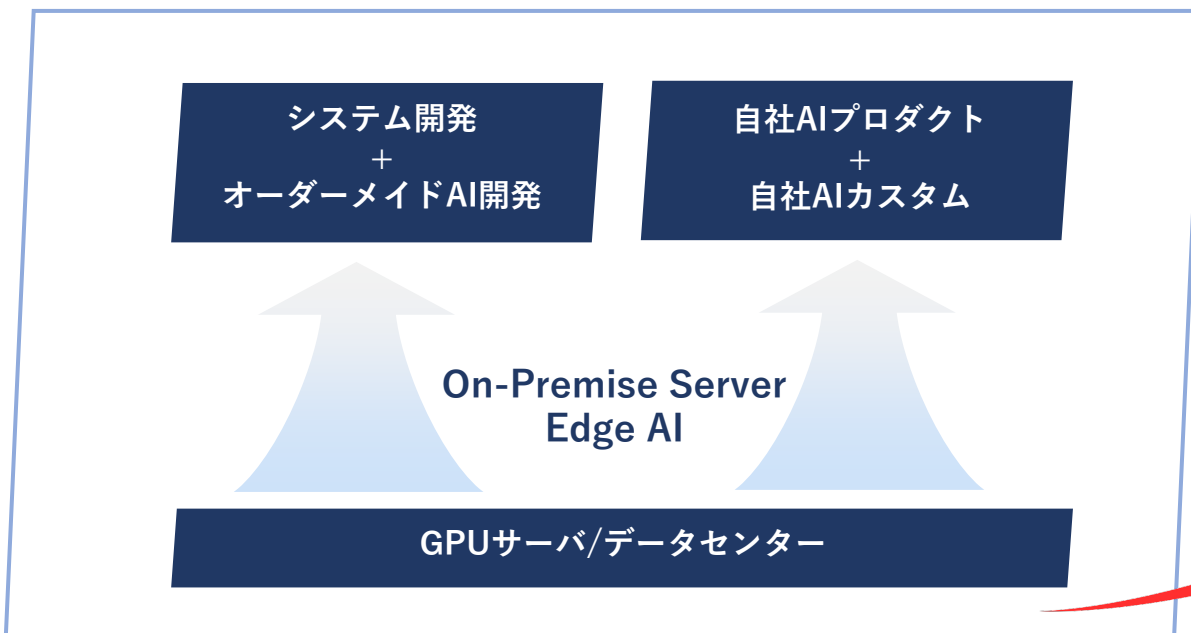 システム開発
+
オーダーメイドAI開発
自社AIプロダクト
+
自社AIカスタム
On-Premise Server
Edge AI
GPUサーバ/データセンター